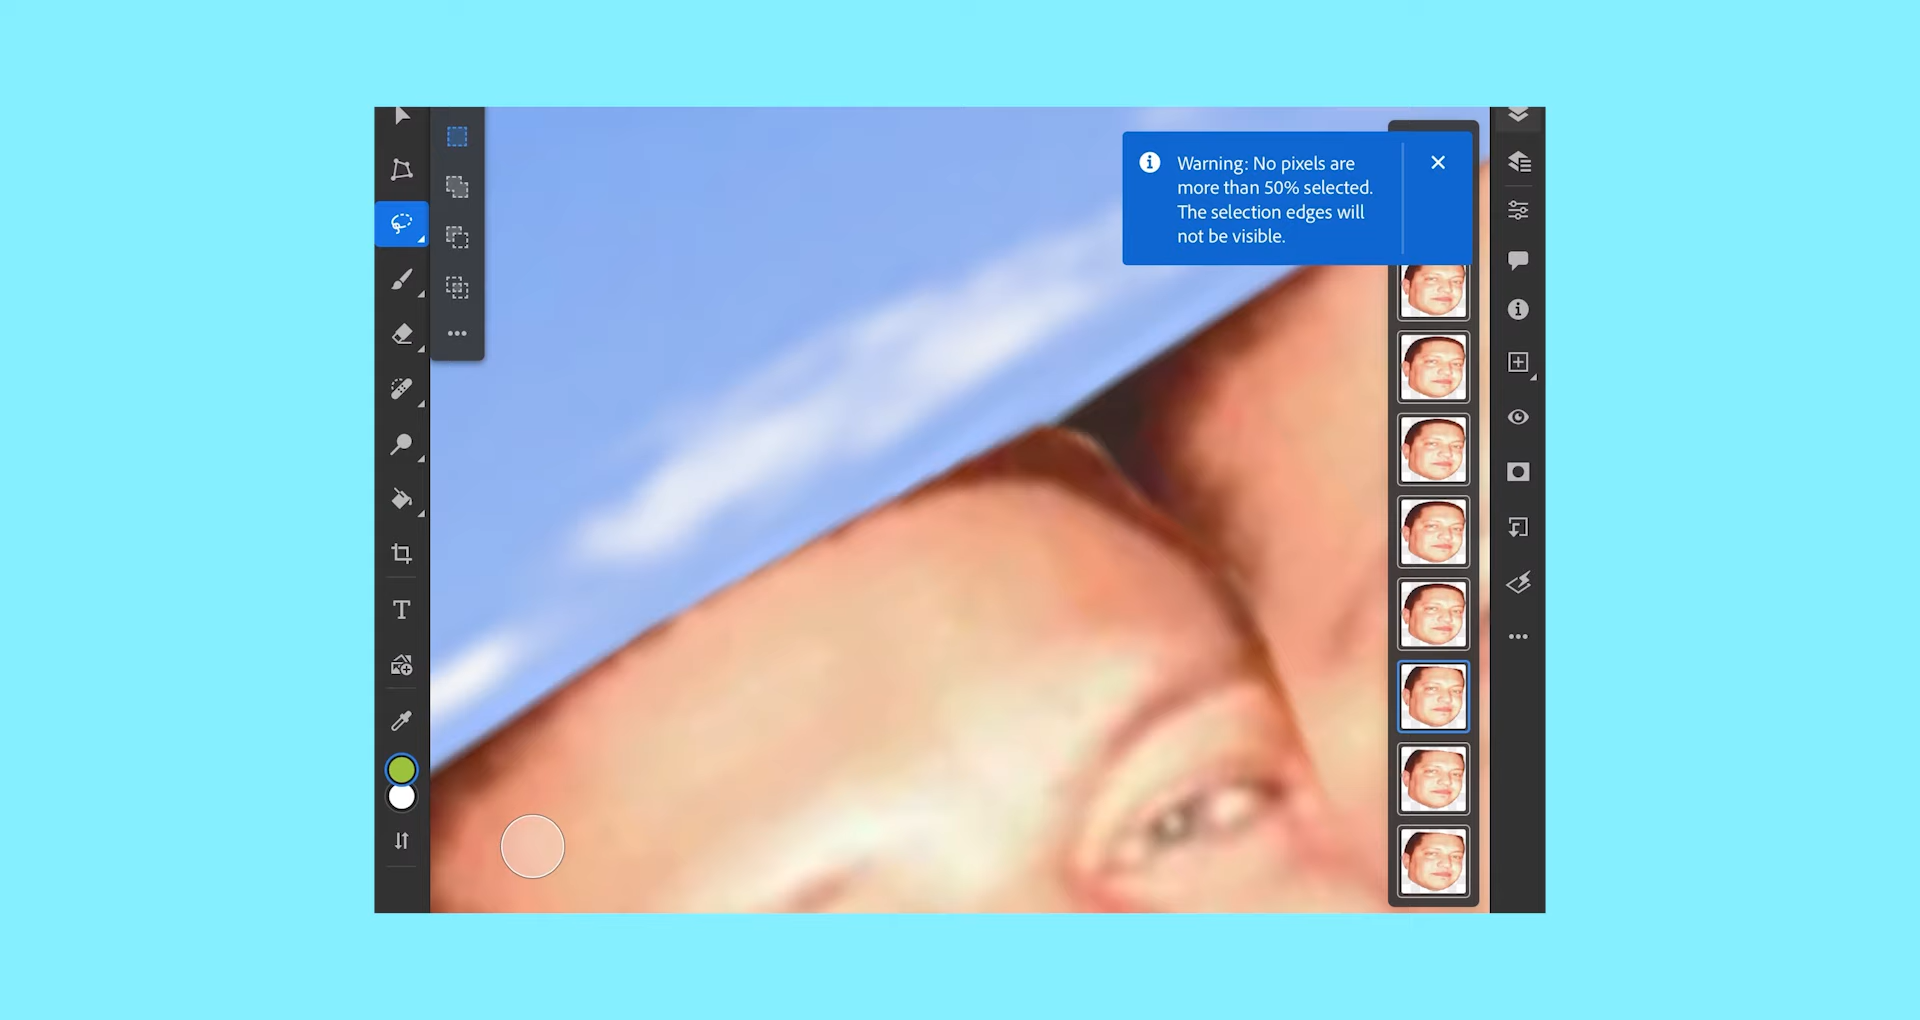 Warning: No pixels are
more than 50% selected.
The selection edges will
not be visible.